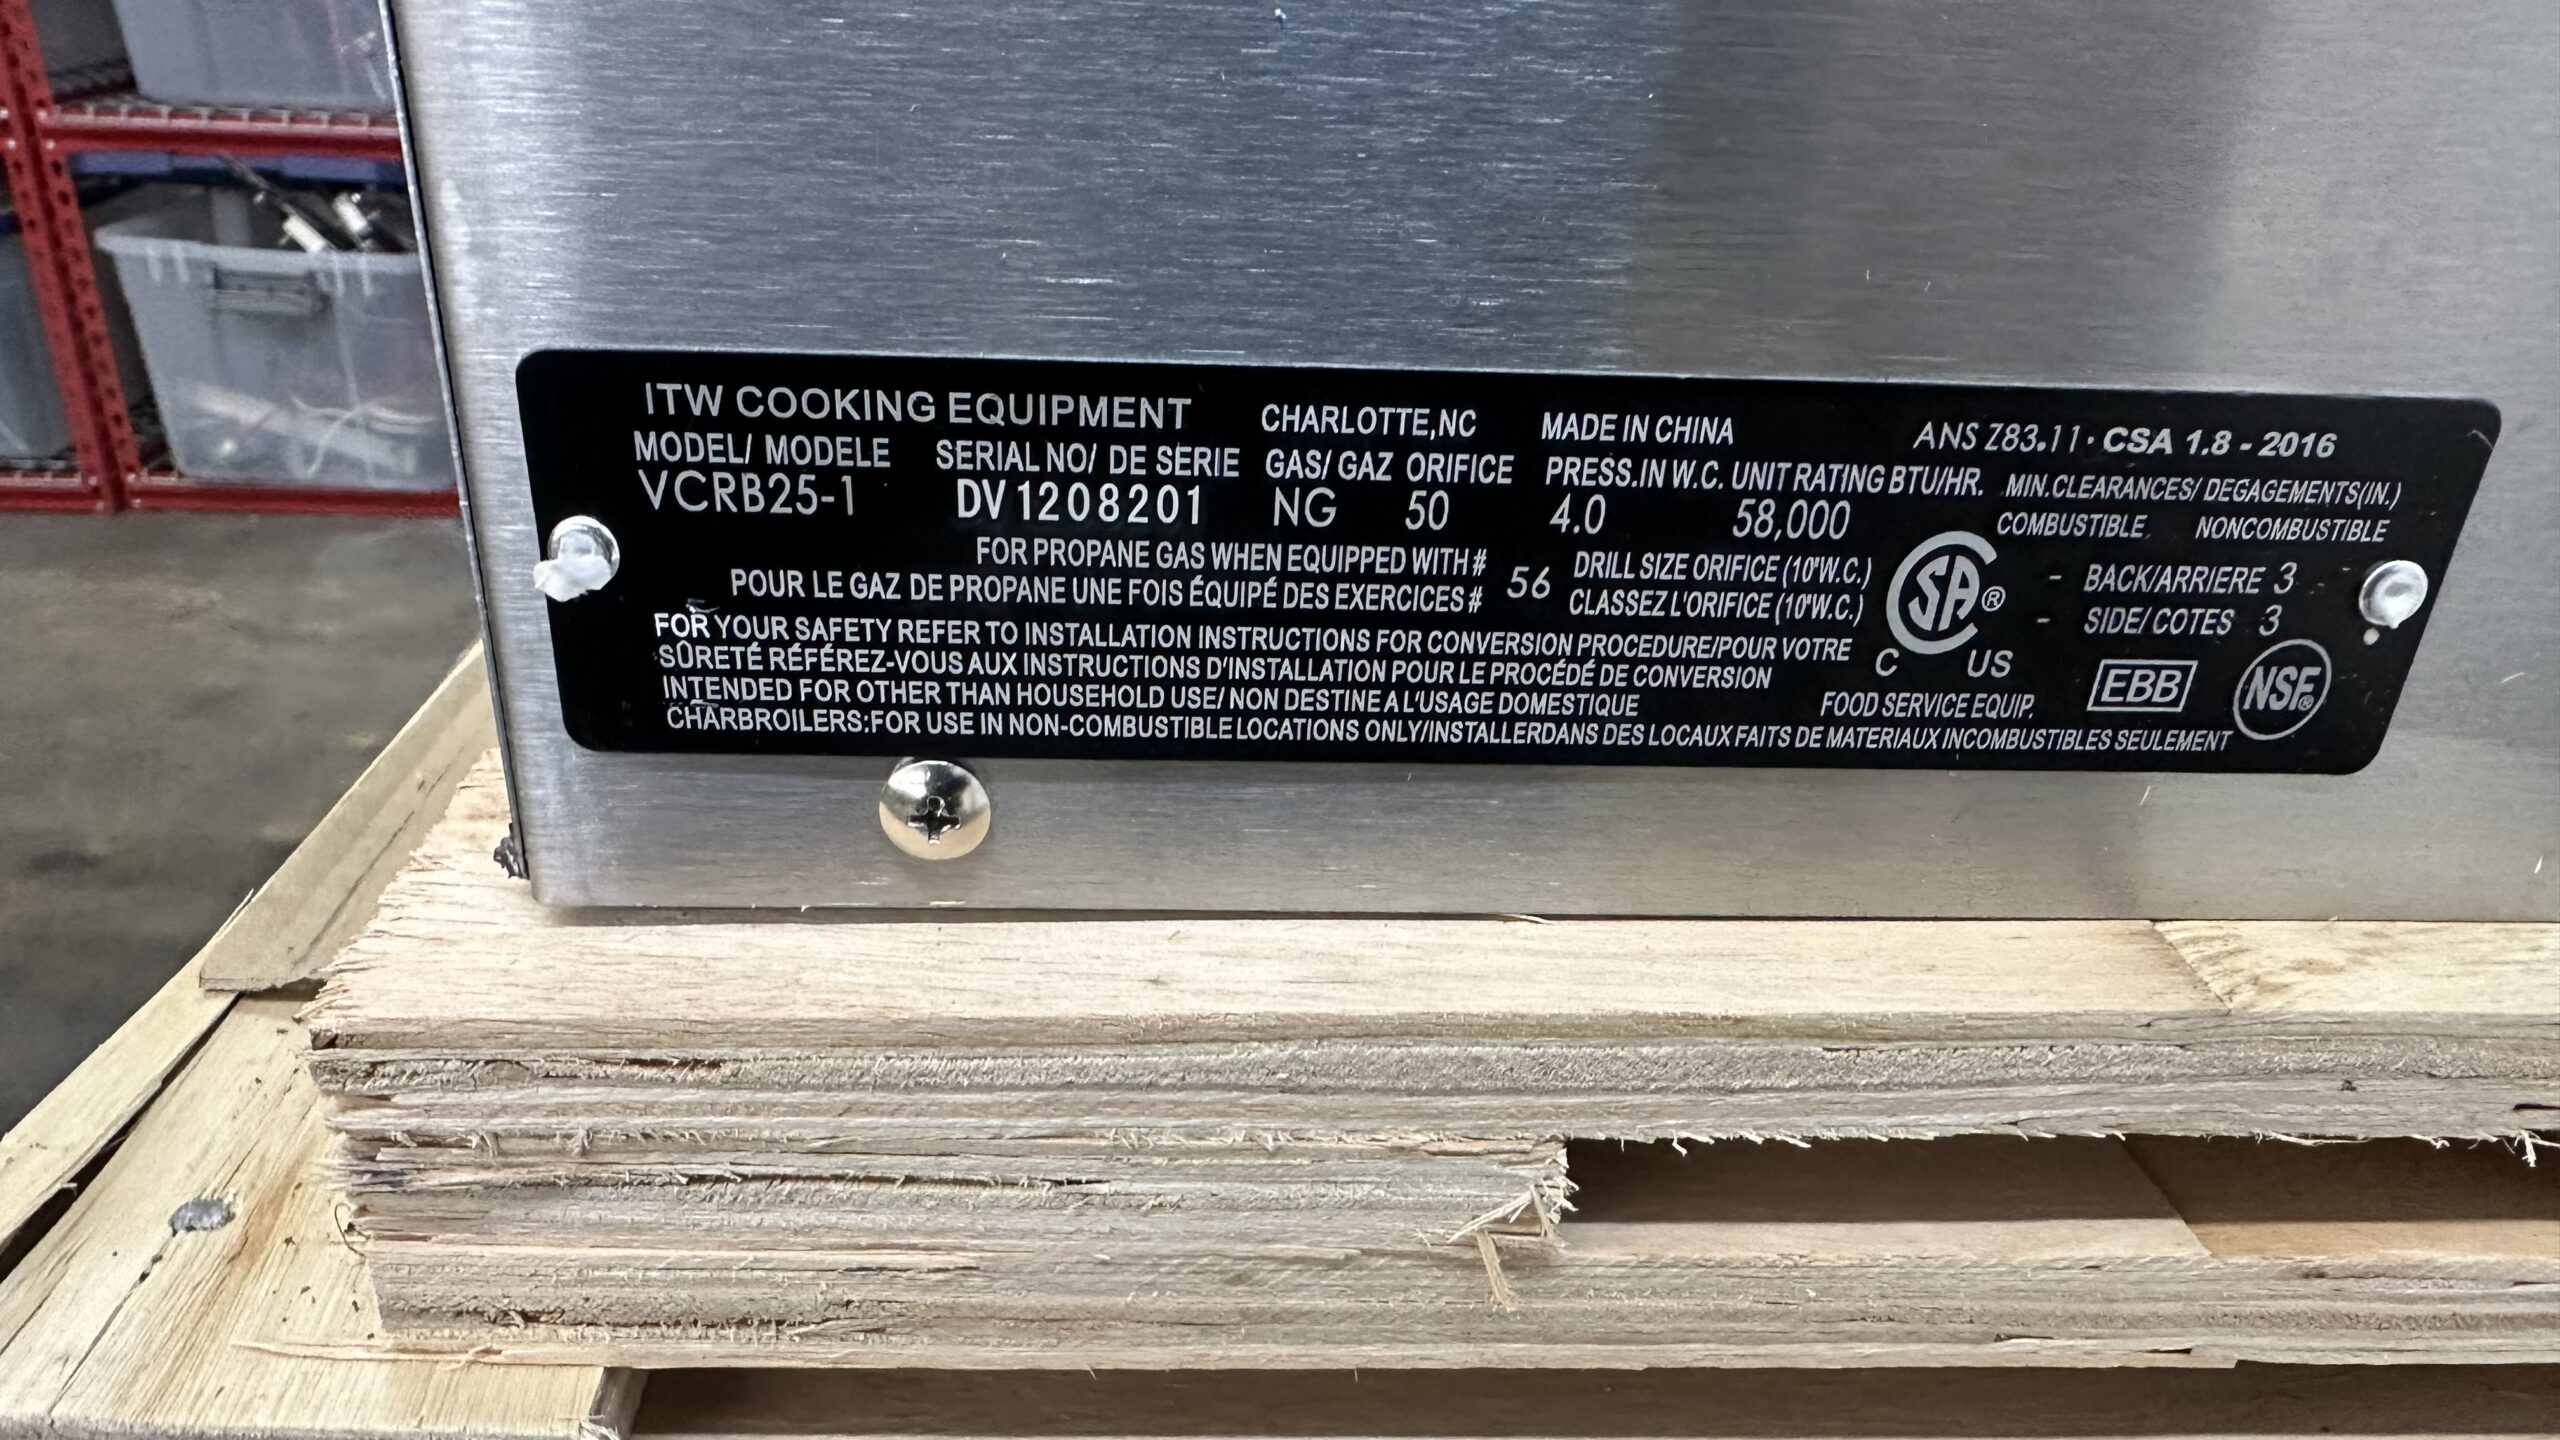 ITW COOKING EQUIPMENT CHARLOTTE,NC MADE IN CHINA ANS Z83.11 · CSA 1.8 - 2016
MODEL/ MODELE SERIAL NO/ DE SERIE GAS/ GAZ ORIFICE PRESS.IN W.C. UNIT RATING BTU/HR. MIN.CLEARANCES/ DEGAGEMENTS(IN.)
VCRB25-1 DV1208201 NG 50 4.0 58,000 COMBUSTIBLE. NONCOMBUSTIBLE
FOR PROPANE GAS WHEN EQUIPPED WITH # 56 DRILL SIZE ORIFICE (10"W.C.)
POUR LE GAZ DE PROPANE UNE FOIS ÉQUIPÉ DES EXERCICES # CLASSEZ L'ORIFICE (10"W.C.)
- BACK/ARRIERE 3
- SIDE/ COTES 3
FOR YOUR SAFETY REFER TO INSTALLATION INSTRUCTIONS FOR CONVERSION PROCEDURE/POUR VOTRE
SÛRETÉ RÉFÉREZ-VOUS AUX INSTRUCTIONS D'INSTALLATION POUR LE PROCÉDÉ DE CONVERSION
INTENDED FOR OTHER THAN HOUSEHOLD USE/ NON DESTINE A L'USAGE DOMESTIQUE
CHARBROILERS:FOR USE IN NON-COMBUSTIBLE LOCATIONS ONLY/INSTALLERDANS DES LOCAUX FAITS DE MATERIAUX INCOMBUSTIBLES SEULEMENT
SA®
C US
FOOD SERVICE EQUIP.
EBB
NSF®